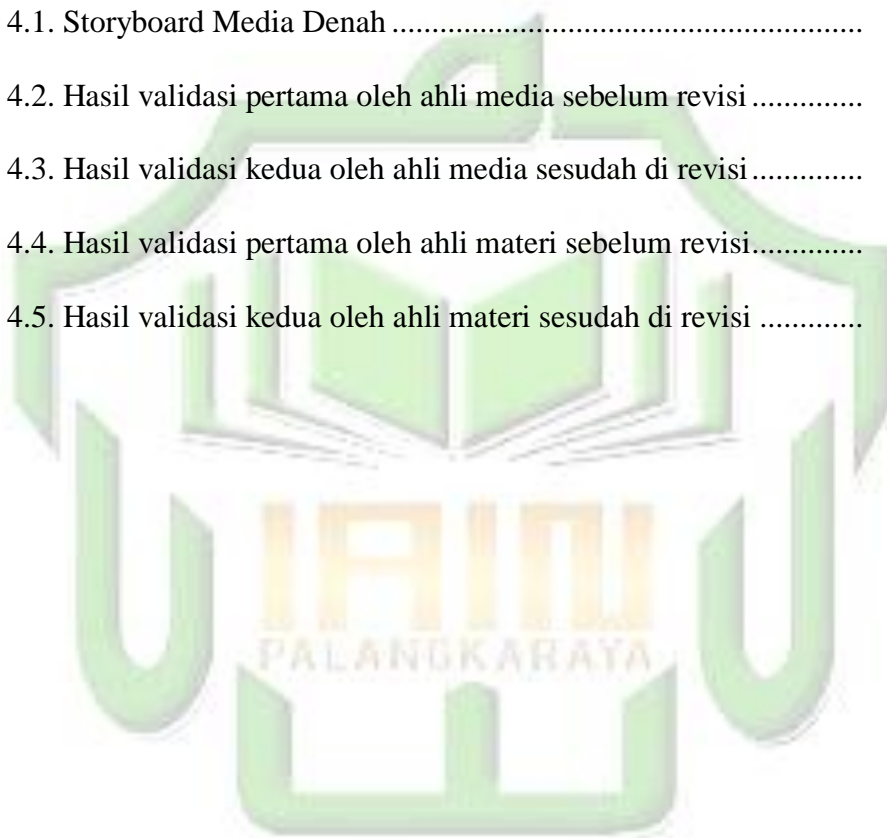 4.1. Storyboard Media Denah ........................................................
4.2. Hasil validasi pertama oleh ahli media sebelum revisi ..............
4.3. Hasil validasi kedua oleh ahli media sesudah di revisi ..............
4.4. Hasil validasi pertama oleh ahli materi sebelum revisi..............
4.5. Hasil validasi kedua oleh ahli materi sesudah di revisi .............
IAIN
PALANGKARAYA